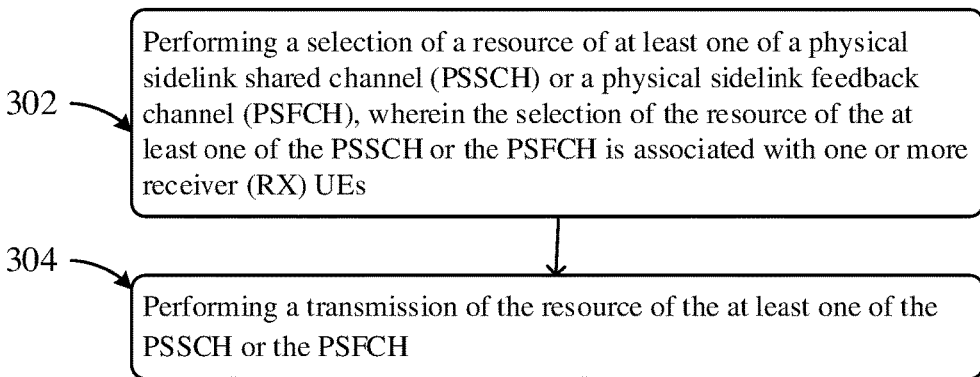 302
Performing a selection of a resource of at least one of a physical
sidelink shared channel (PSSCH) or a physical sidelink feedback
channel (PSFCH), wherein the selection of the resource of the at
least one of the PSSCH or the PSFCH is associated with one or more
receiver (RX) UEs
304
Performing a transmission of the resource of the at least one of the
PSSCH or the PSFCH